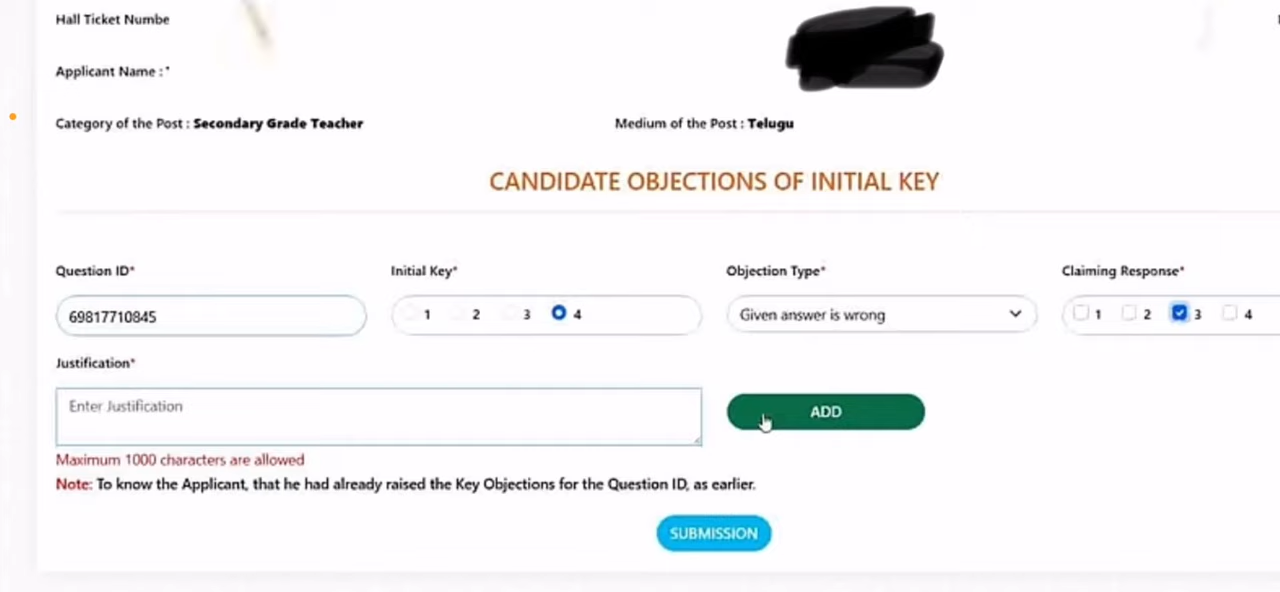 Hall Ticket Numbe
Applicant Name : *
Category of the Post : Secondary Grade Teacher Medium of the Post : Telugu
CANDIDATE OBJECTIONS OF INITIAL KEY
Question ID* Initial Key* Objection Type* Claiming Response*
69817710845 1 2 3 4 Given answer is wrong 1 2 3 4
Justification*
Enter Justification ADD
Maximum 1000 characters are allowed
Note: To know the Applicant, that he had already raised the Key Objections for the Question ID, as earlier.
SUBMISSION